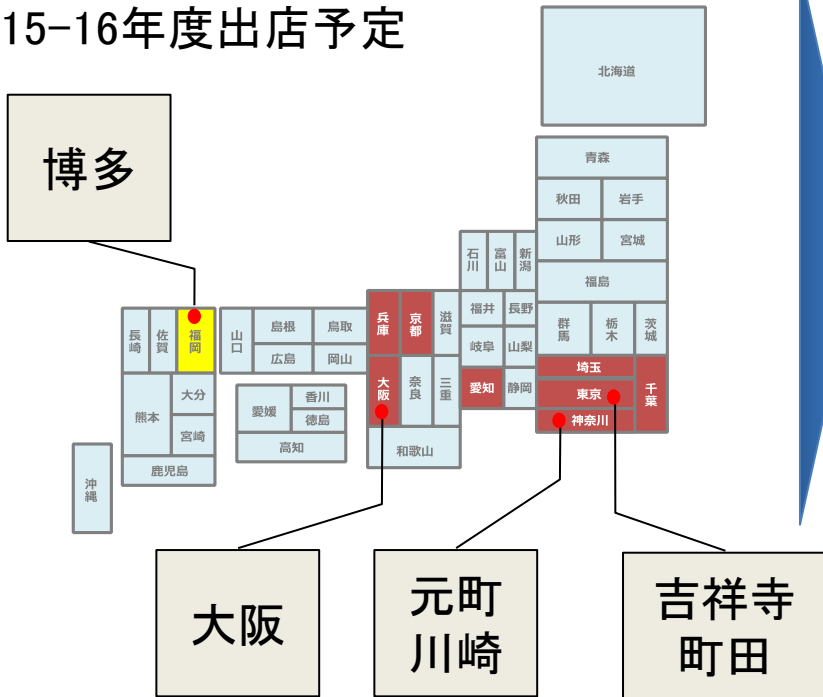 15-16年度出店予定
北海道
博多
青森
秋田
岩手
山形
宮城
石川
富山
新潟
福島
福井
長野
群馬
栃木
茨城
岐阜
山梨
兵庫
京都
滋賀
長崎
佐賀
福岡
山口
島根
鳥取
広島
岡山
埼玉
東京
千葉
神奈川
愛知
静岡
大阪
奈良
三重
和歌山
熊本
大分
宮崎
鹿児島
愛媛
香川
徳島
高知
沖縄
大阪
元町
川崎
吉祥寺
町田